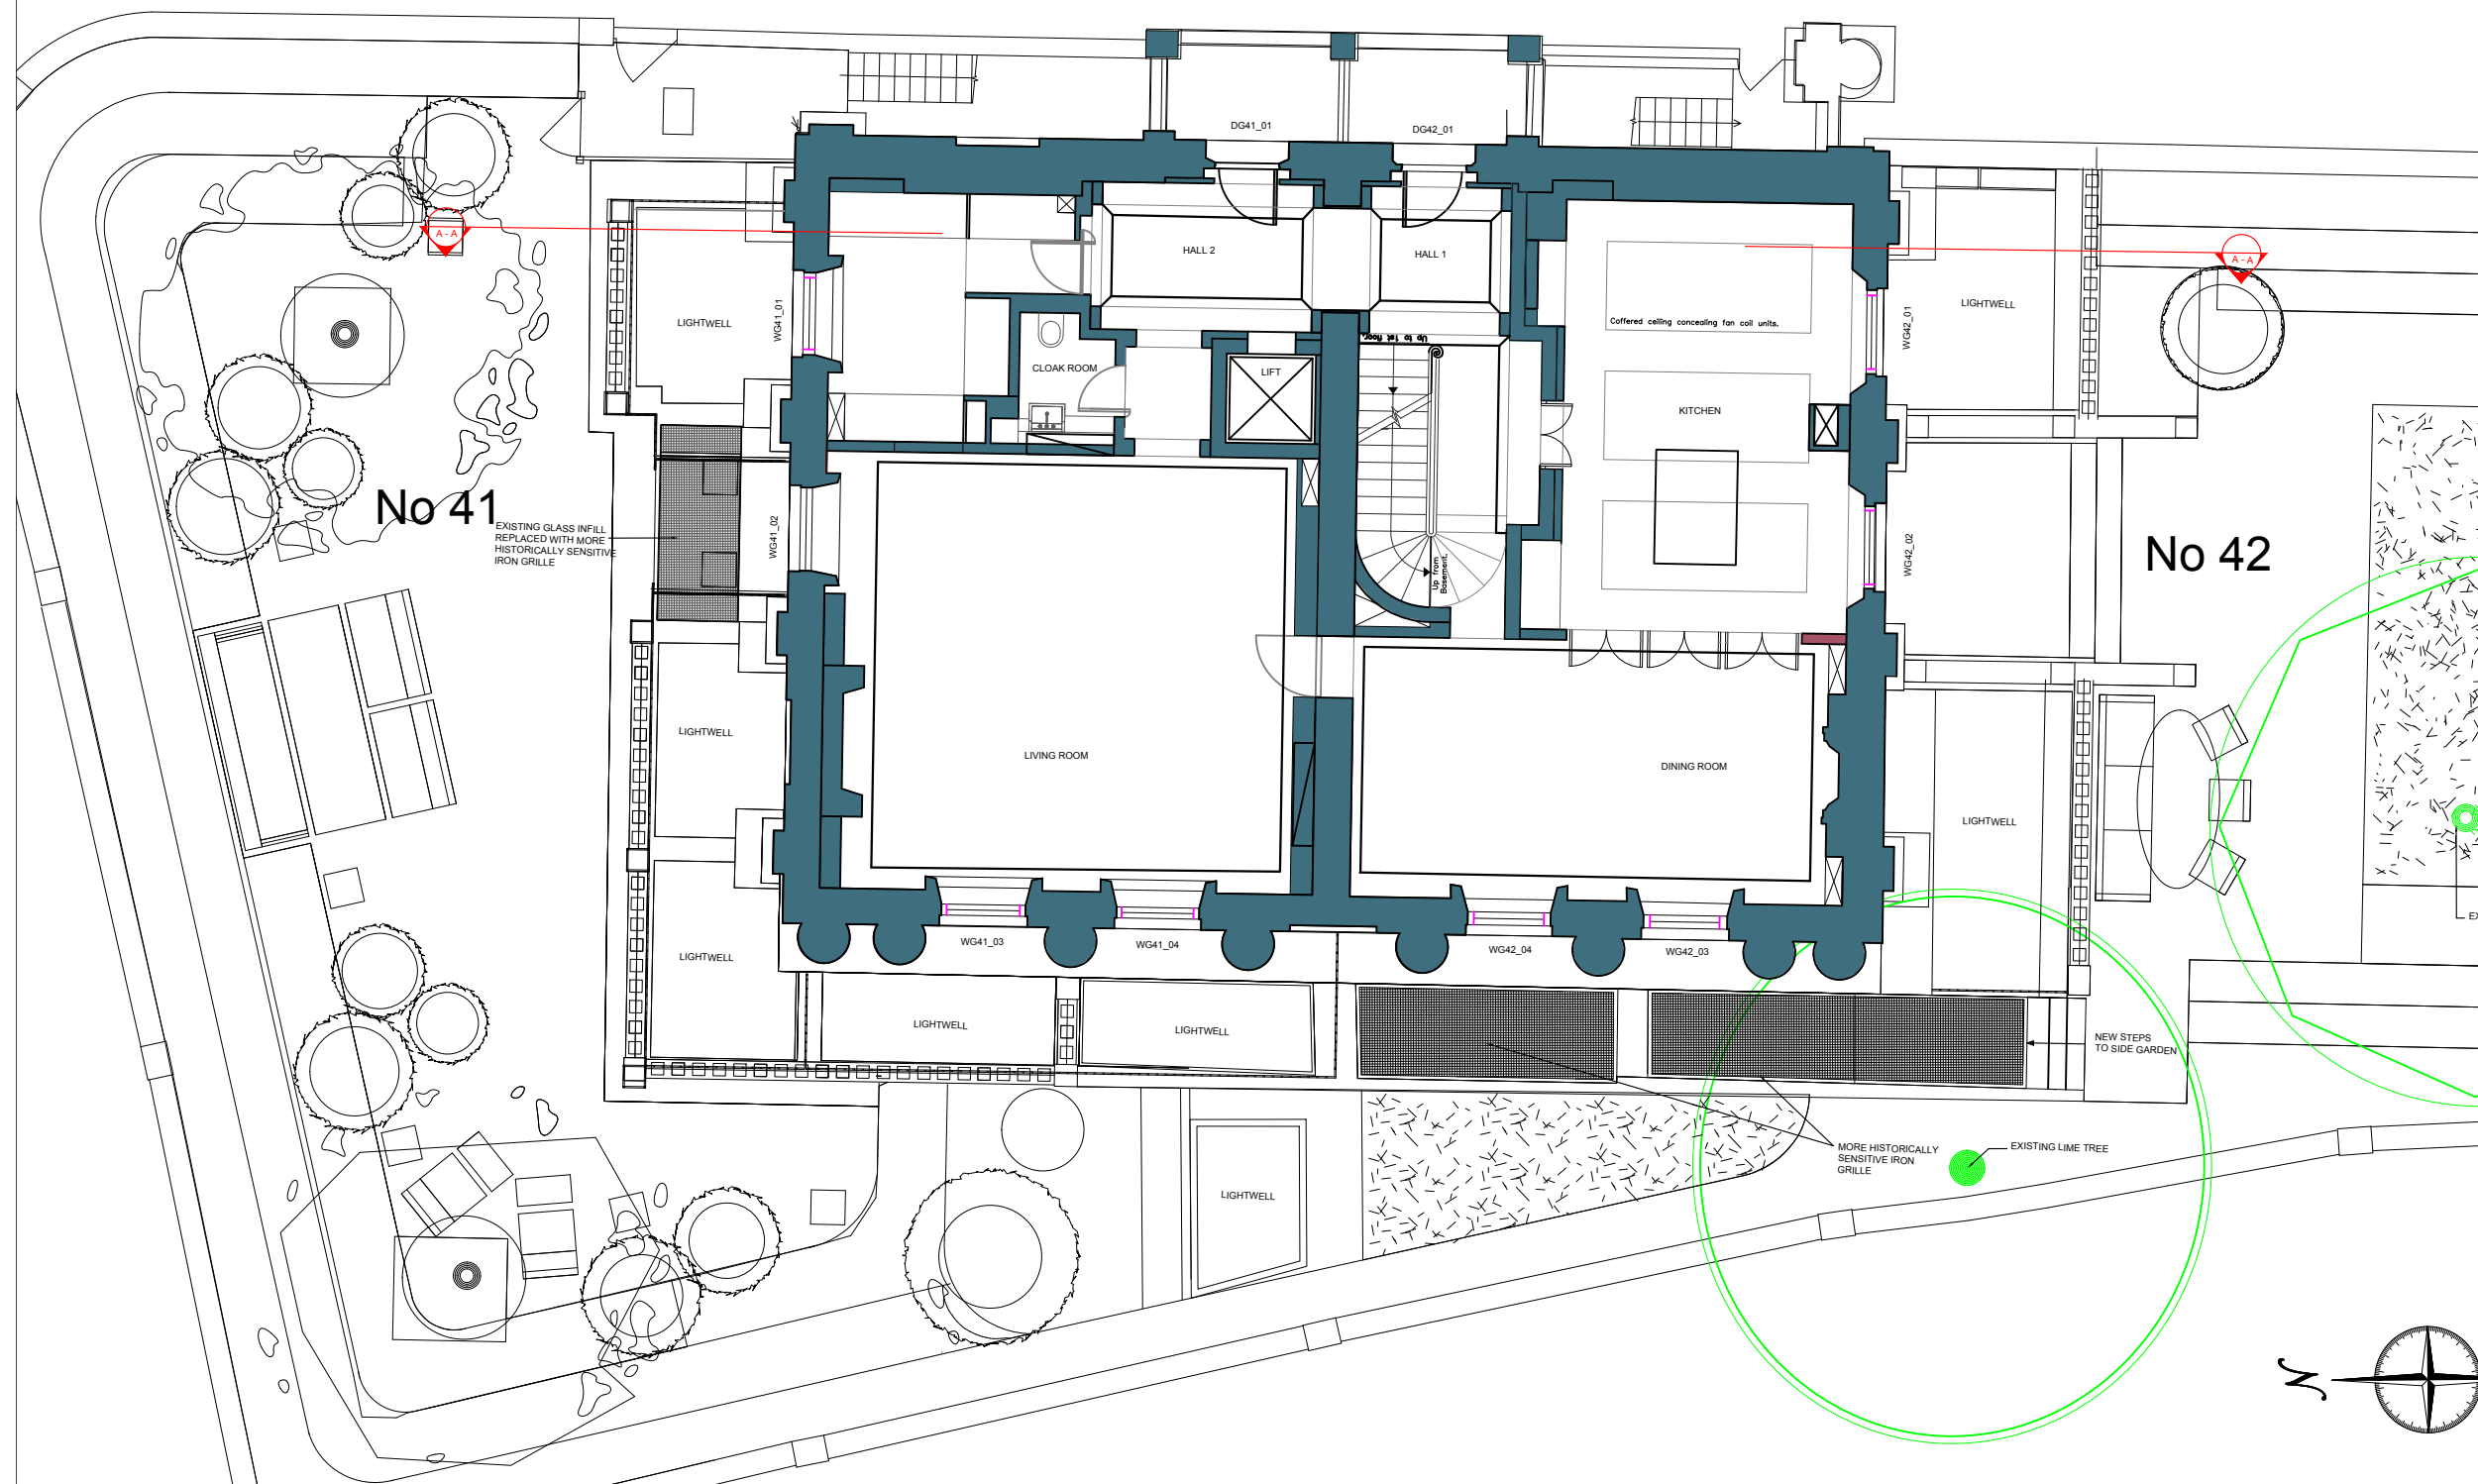 DG41_01
DG42_01
A - A
HALL 2
HALL 1
A - A
LIGHTWELL
WG41_01
Coffered ceiling concealing fan coil units.
WG42_01
LIGHTWELL
Up to 1st floor.
CLOAK ROOM
LIFT
KITCHEN
No 41
EXISTING GLASS INFILL
REPLACED WITH MORE
HISTORICALLY SENSITIVE
IRON GRILLE
WG41_02
Up from
Basement.
WG42_02
No 42
LIGHTWELL
LIVING ROOM
DINING ROOM
LIGHTWELL
LIGHTWELL
WG41_03
WG41_04
WG42_04
WG42_03
LIGHTWELL
LIGHTWELL
NEW STEPS
TO SIDE GARDEN
MORE HISTORICALLY
SENSITIVE IRON
GRILLE
EXISTING LIME TREE
LIGHTWELL
N